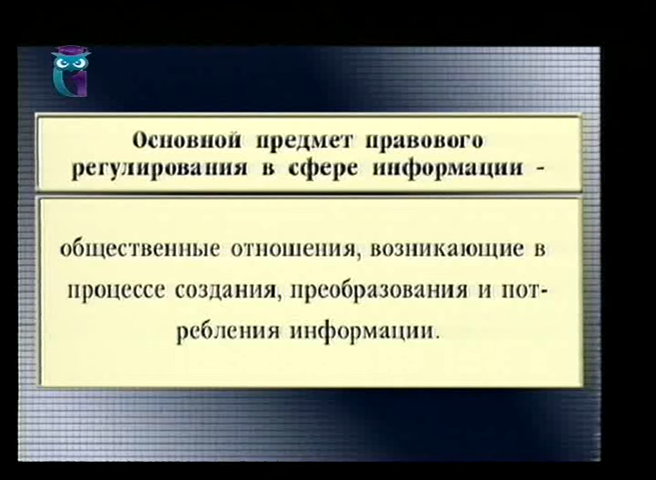 Основной предмет правового
регулирования в сфере информации -
общественные отношения, возникающие в
процессе создания, преобразования и пот-
ребления информации.